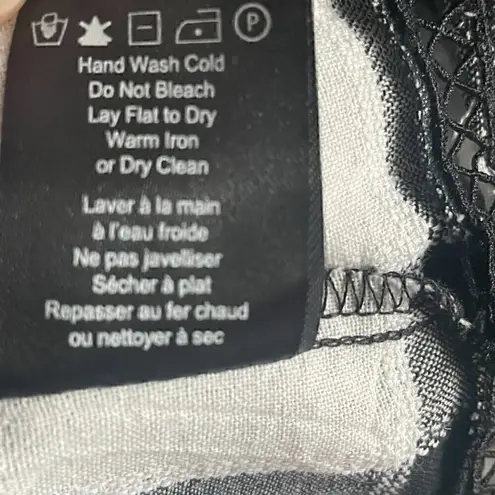 P
Hand Wash Cold
Do Not Bleach
Lay Flat to Dry
Warm Iron
or Dry Clean
Laver à la main
à l'eau froide
Ne pas javelliser
Sécher à plat
Repasser au fer chaud
ou nettoyer à sec